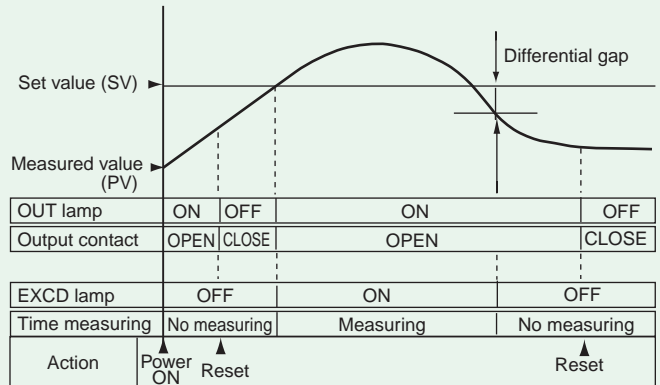 Differential gap
Set value (SV)
Measured value
(PV)
OUT lamp ON OFF ON OFF
Output contact OPEN CLOSE OPEN CLOSE
EXCD lamp OFF ON OFF
Time measuring No measuring Measuring No measuring
Action Power
ON Reset Reset